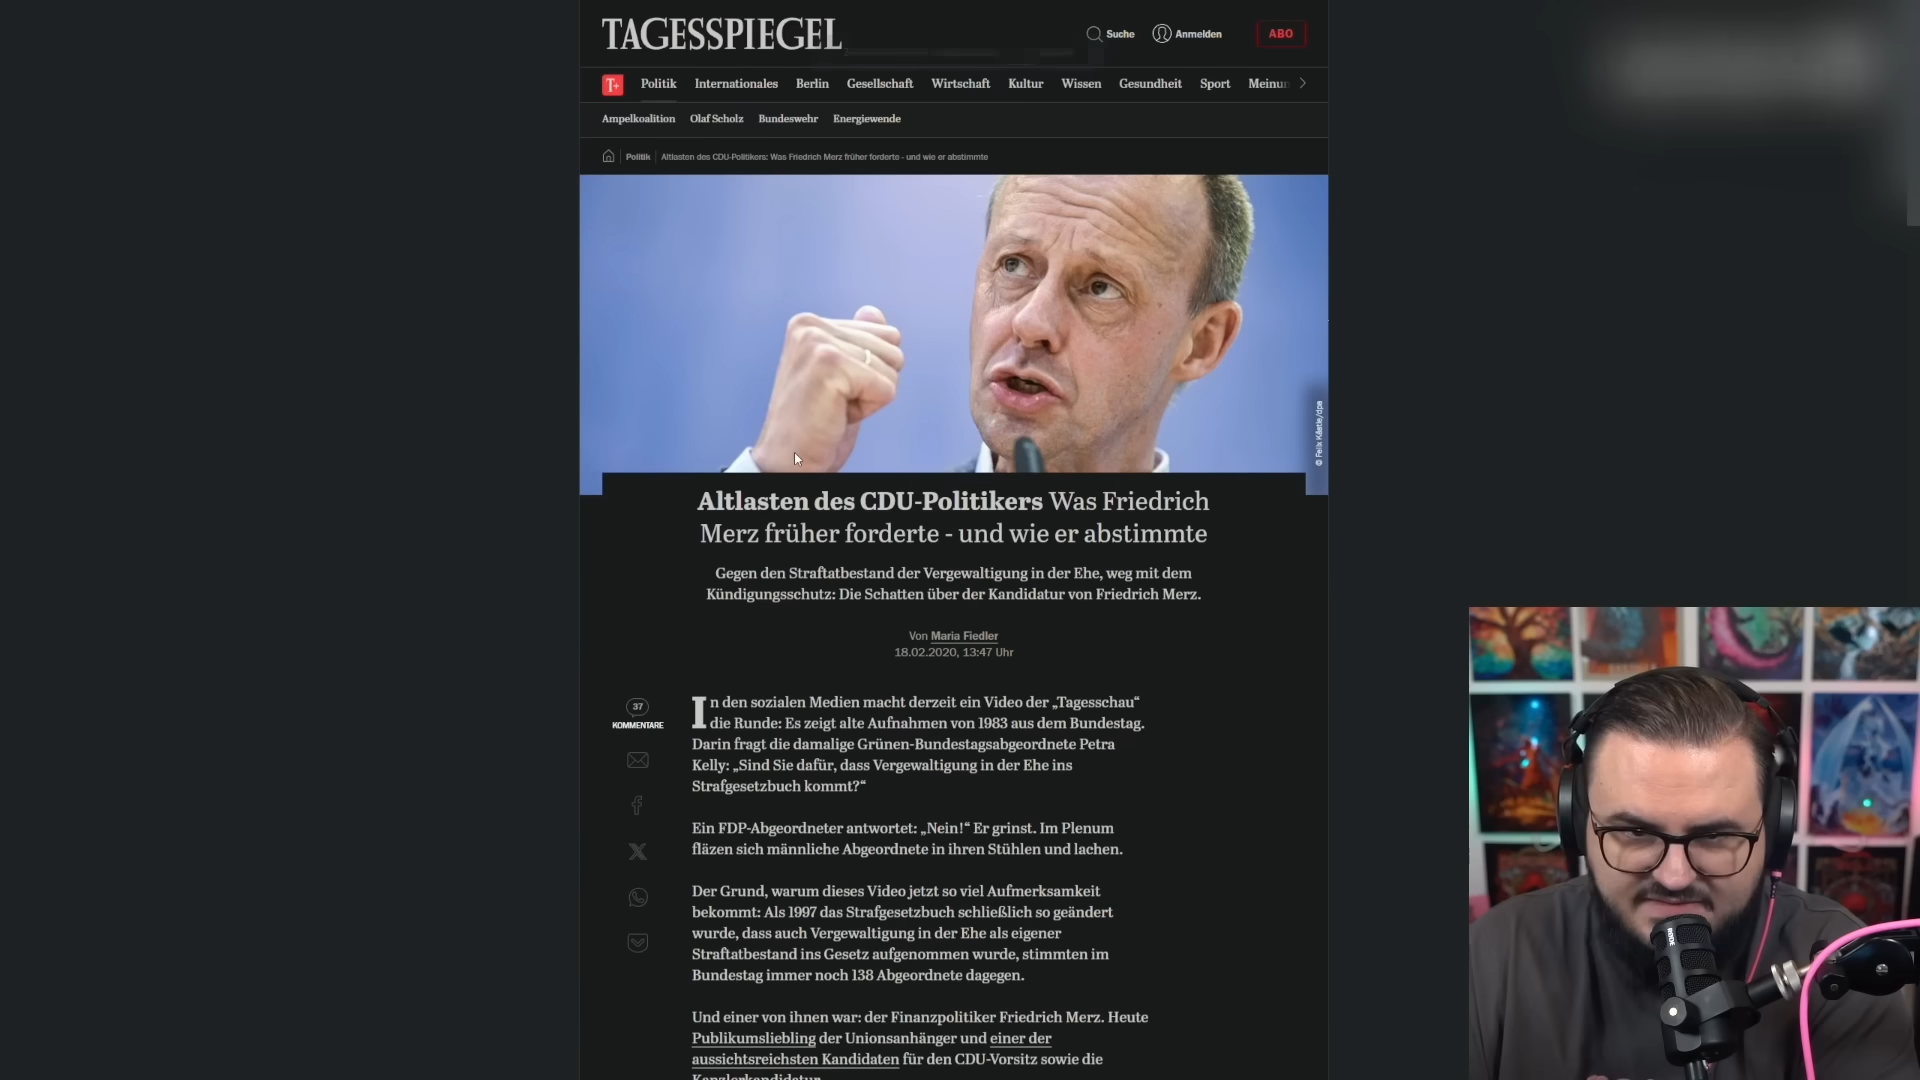 TAGESSPIEGEL
Suche
Anmelden
ABO
T+
Politik
Internationales
Berlin
Gesellschaft
Wirtschaft
Kultur
Wissen
Gesundheit
Sport
Meinun
Ampelkoalition
Olaf Scholz
Bundeswehr
Energiewende
Politik
Altlasten des CDU-Politikers: Was Friedrich Merz früher forderte - und wie er abstimmte
© Felix Kästle/dpa
Altlasten des CDU-Politikers Was Friedrich
Merz früher forderte - und wie er abstimmte
Gegen den Straftatbestand der Vergewaltigung in der Ehe, weg mit dem
Kündigungsschutz: Die Schatten über der Kandidatur von Friedrich Merz.
Von Maria Fiedler
18.02.2020, 13:47 Uhr
37
KOMMENTARE
In den sozialen Medien macht derzeit ein Video der „Tagesschau“
die Runde: Es zeigt alte Aufnahmen von 1983 aus dem Bundestag.
Darin fragt die damalige Grünen-Bundestagsabgeordnete Petra
Kelly: „Sind Sie dafür, dass Vergewaltigung in der Ehe ins
Strafgesetzbuch kommt?“
Ein FDP-Abgeordneter antwortet: „Nein!“ Er grinst. Im Plenum
fläzen sich männliche Abgeordnete in ihren Stühlen und lachen.
Der Grund, warum dieses Video jetzt so viel Aufmerksamkeit
bekommt: Als 1997 das Strafgesetzbuch schließlich so geändert
wurde, dass auch Vergewaltigung in der Ehe als eigener
Straftatbestand ins Gesetz aufgenommen wurde, stimmten im
Bundestag immer noch 138 Abgeordnete dagegen.
Und einer von ihnen war: der Finanzpolitiker Friedrich Merz. Heute
Publikumsliebling der Unionsanhänger und einer der
aussichtsreichsten Kandidaten für den CDU-Vorsitz sowie die
Kanzlerkandidatur.
RØDE